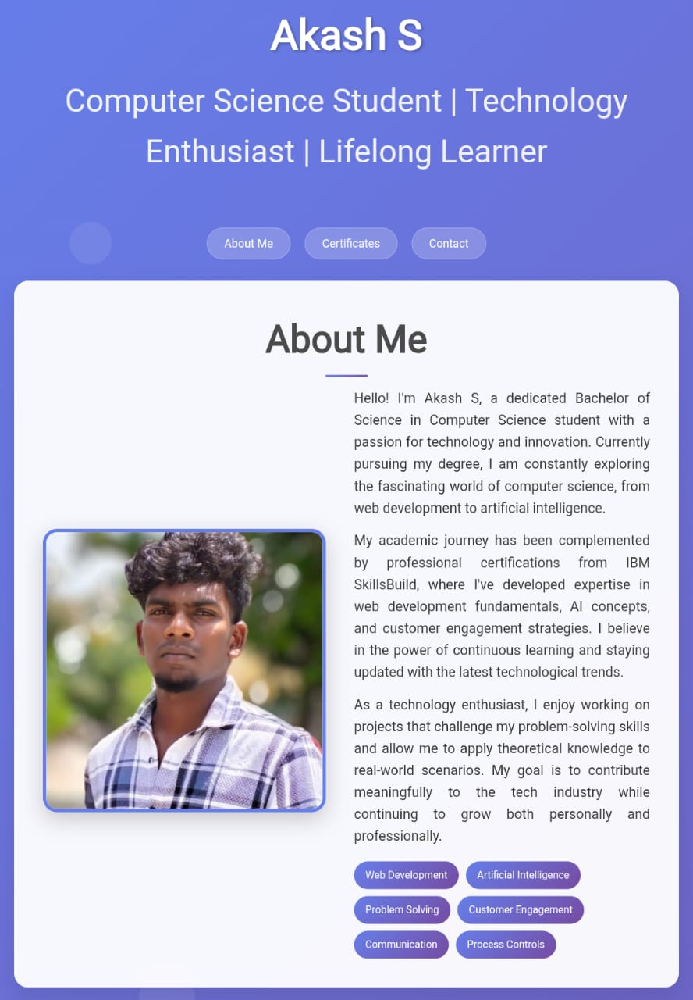 Akash S
Computer Science Student | Technology
Enthusiast | Lifelong Learner
About Me
Certificates
Contact
About Me
Hello! I'm Akash S, a dedicated Bachelor of
Science in Computer Science student with a
passion for technology and innovation. Currently
pursuing my degree, I am constantly exploring
the fascinating world of computer science, from
web development to artificial intelligence.
My academic journey has been complemented
by professional certifications from IBM
SkillsBuild, where I've developed expertise in
web development fundamentals, AI concepts,
and customer engagement strategies. I believe
in the power of continuous learning and staying
updated with the latest technological trends.
As a technology enthusiast, I enjoy working on
projects that challenge my problem-solving skills
and allow me to apply theoretical knowledge to
real-world scenarios. My goal is to contribute
meaningfully to the tech industry while
continuing to grow both personally and
professionally.
Web Development
Artificial Intelligence
Problem Solving
Customer Engagement
Communication
Process Controls